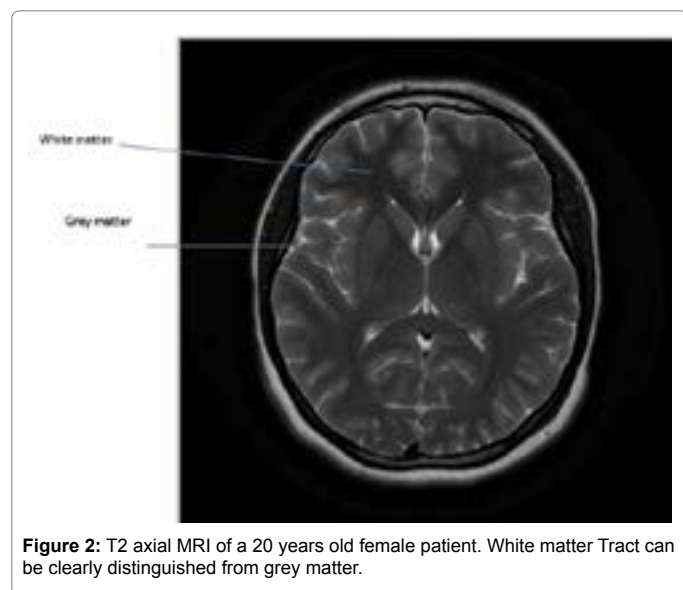 White matter
Grey matter
Figure 2: T2 axial MRI of a 20 years old female patient. White matter Tract can
be clearly distinguished from grey matter.